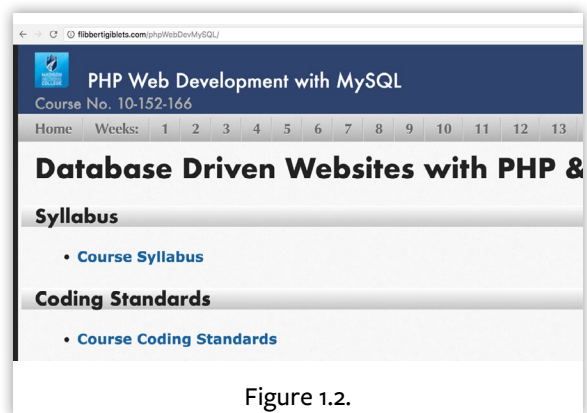 flibbertigiblets.com/phpWebDevMySQL/
MADISON
COLLEGE
PHP Web Development with MySQL
Course No. 10-152-166
Home Weeks: 1 2 3 4 5 6 7 8 9 10 11 12 13
Database Driven Websites with PHP &
Syllabus
• Course Syllabus
Coding Standards
• Course Coding Standards
Figure 1.2.